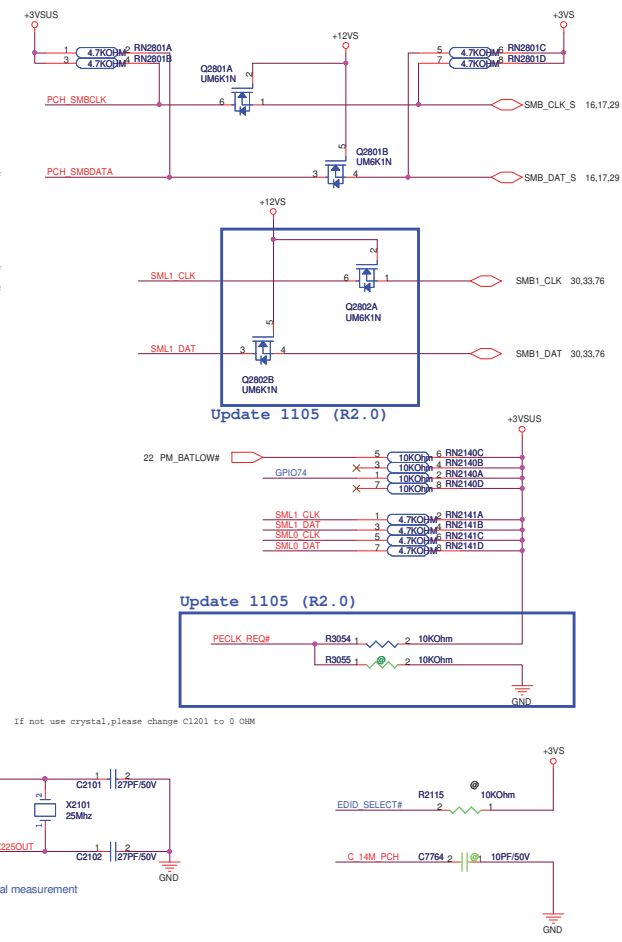 +3VSUS
+3VS
+12VS
1 4.7KOHM 2 RN2801A
3 4.7KOHM 4 RN2801B
5 4.7KOHM 6 RN2801C
7 4.7KOHM 8 RN2801D
Q2801A
UM6K1N
2
PCH_SMBCLK
6
1
SMB_CLK_S 16,17,29
5
Q2801B
UM6K1N
PCH_SMBDATA
3
4
SMB_DAT_S 16,17,29
+12VS
2
SML1_CLK
6
1
SMB1_CLK 30,33,76
Q2802A
UM6K1N
5
SML1_DAT
3
4
SMB1_DAT 30,33,76
Q2802B
UM6K1N
Update 1105 (R2.0)
+3VSUS
22 PM_BATLOW#
5 10KOhm 6 RN2140C
3 10KOhm 4 RN2140B
GPIO74
1 10KOhm 2 RN2140A
7 10KOhm 8 RN2140D
SML1_CLK 1 4.7KOHM 2 RN2141A
SML1_DAT 3 4.7KOHM 4 RN2141B
SML0_CLK 5 4.7KOHM 6 RN2141C
SML0_DAT 7 4.7KOHM 8 RN2141D
Update 1105 (R2.0)
PECLK_REQ#
R3054 1 2 10KOhm
R3055 1 @ 2 10KOhm
GND
If not use crystal,please change C1201 to 0 OHM
+3VS
1 2
C2101 27PF/50V
2
X2101
25Mhz
1
225OUT
1 2
C2102 27PF/50V
GND
al measurement
@
R2115 10KOhm
EDID_SELECT# 2 1
C_14M_PCH C7764 2 @ 1 10PF/50V
GND